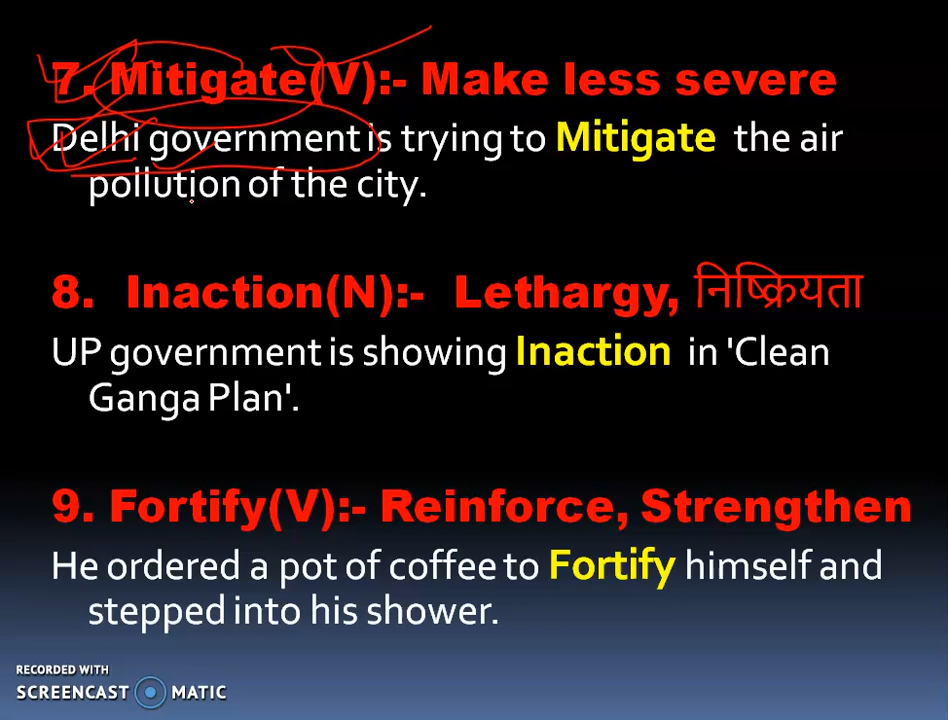 7. Mitigate(V):- Make less severe
Delhi government is trying to Mitigate the air
pollution of the city.
8. Inaction(N):- Lethargy, निष्क्रियता
UP government is showing Inaction in 'Clean
Ganga Plan'.
9. Fortify(V):- Reinforce, Strengthen
He ordered a pot of coffee to Fortify himself and
stepped into his shower.
RECORDED WITH
SCREENCAST MATIC